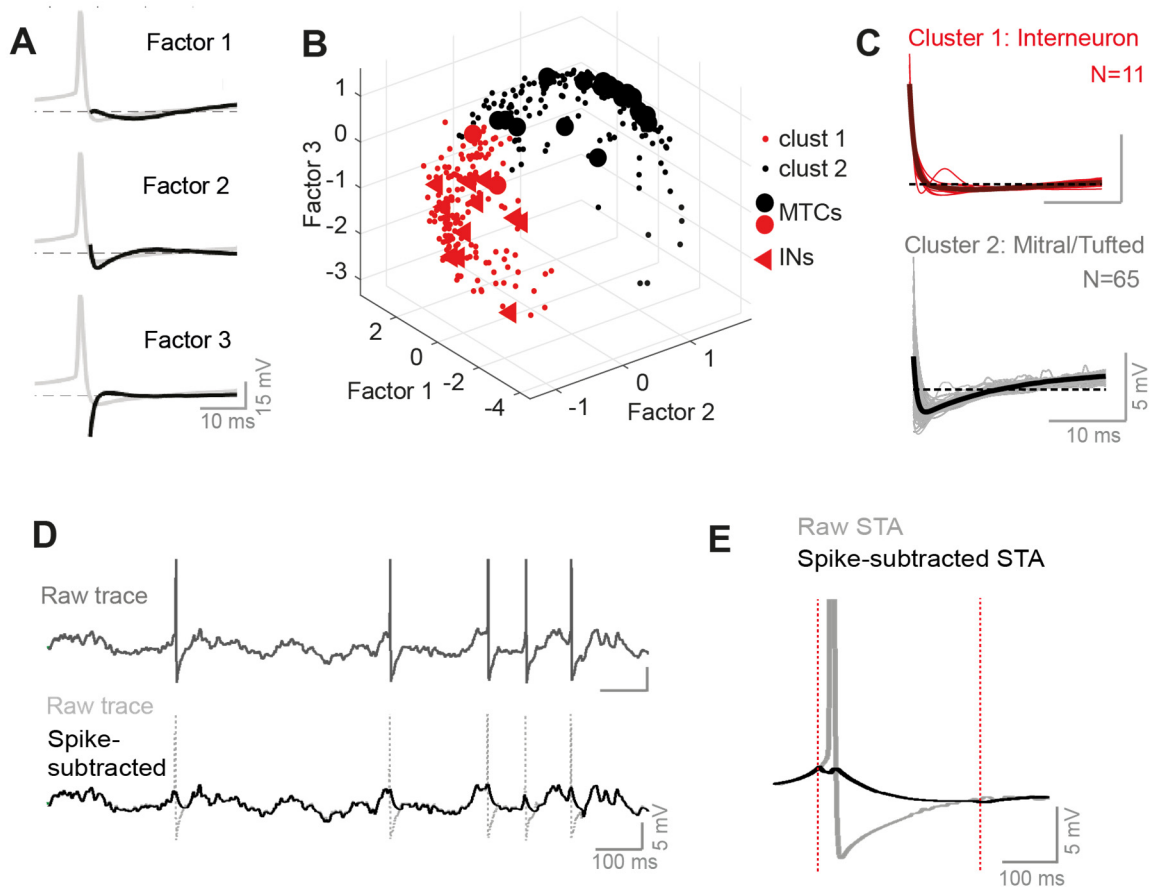 A
Factor 1
Factor 2
Factor 3
15 mV
10 ms
B
Factor 3
1
0
-1
-2
-3
2
0
-2
-4
Factor 1
-1
0
1
Factor 2
clust 1
clust 2
MTCs
INs
C
Cluster 1: Interneuron
N=11
Cluster 2: Mitral/Tufted
N=65
5 mV
10 ms
D
Raw trace
Raw trace
Spike-
subtracted
5 mV
100 ms
E
Raw STA
Spike-subtracted STA
5 mV
100 ms